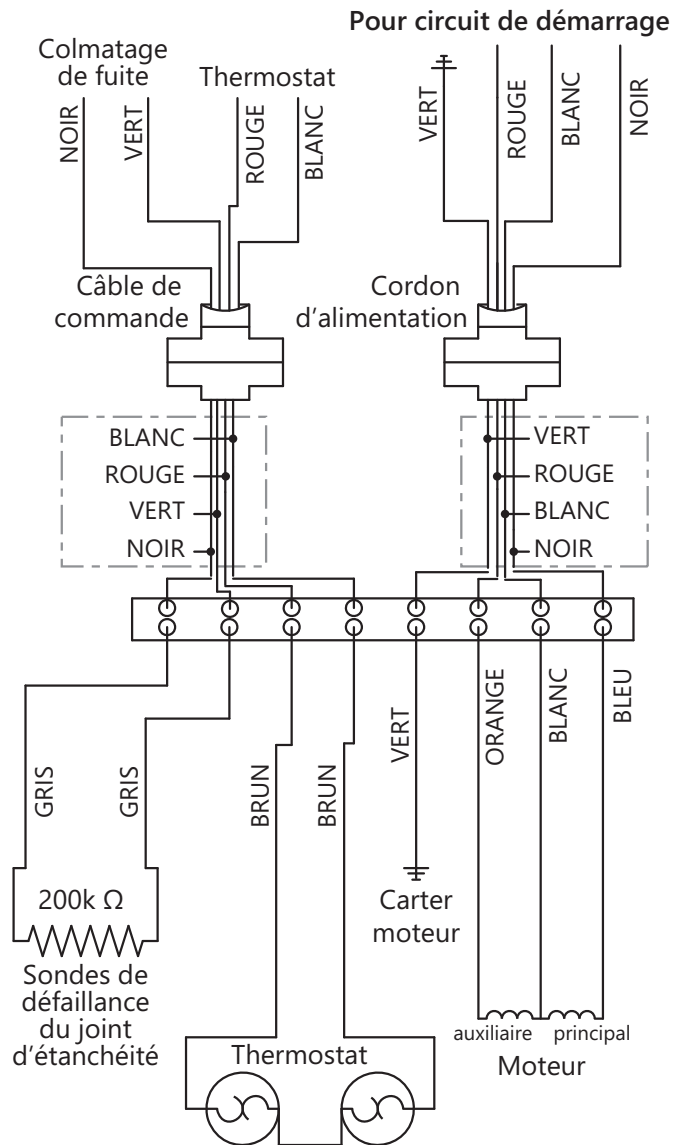 Pour circuit de démarrage
Colmatage
de fuite
Thermostat
NOIR
VERT
ROUGE
BLANC
VERT
ROUGE
BLANC
NOIR
Câble de
commande
Cordon
d'alimentation
BLANC
ROUGE
VERT
NOIR
VERT
ROUGE
BLANC
NOIR
GRIS
GRIS
BRUN
BRUN
VERT
ORANGE
BLANC
BLEU
200k Ω
Sondes de
défaillance
du joint
d'étanchéité
Thermostat
Carter
moteur
auxiliaire principal
Moteur